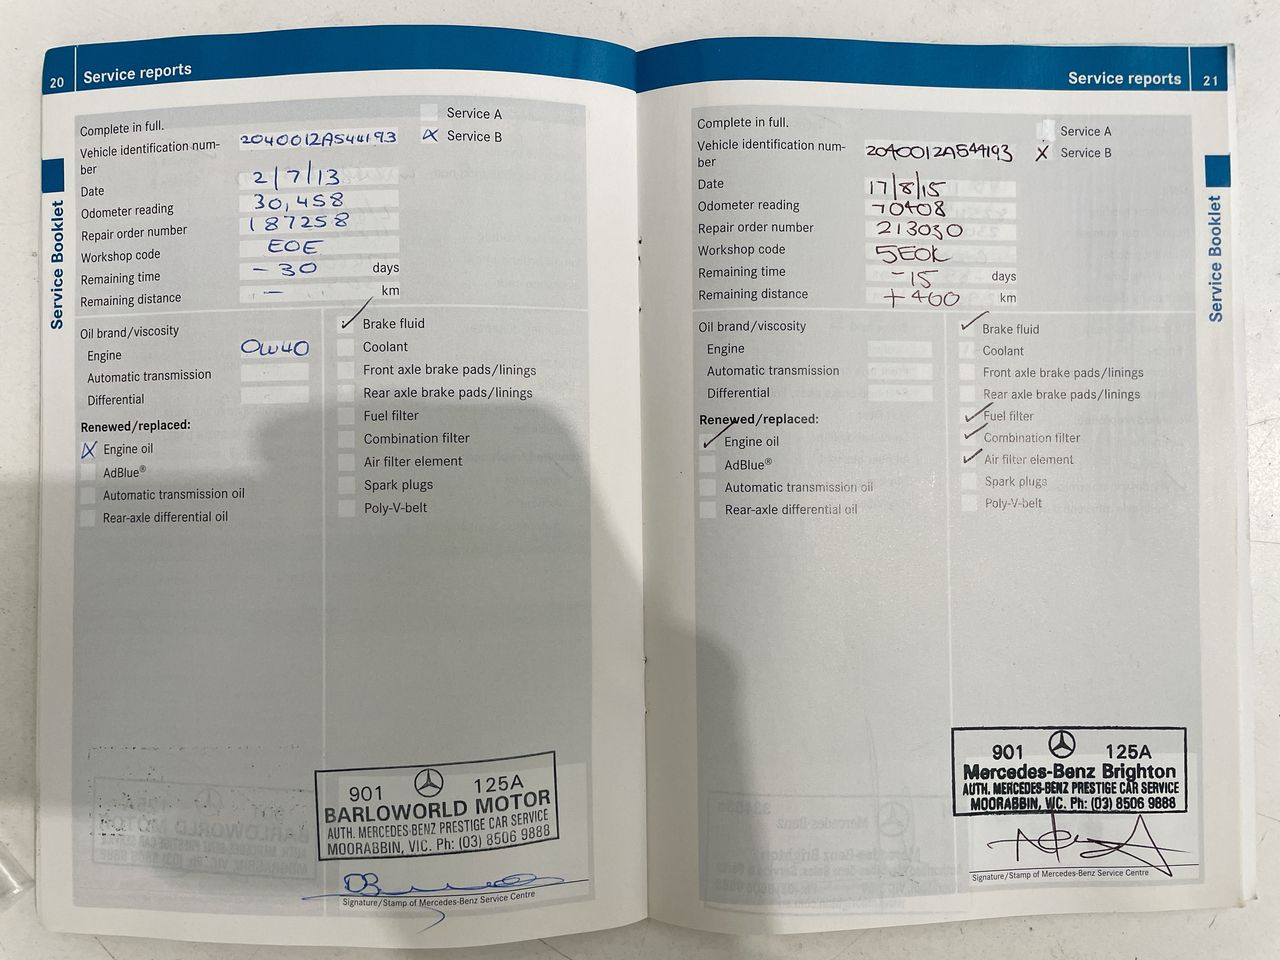 20 Service reports
Complete in full.
Service A
Vehicle identification num-
ber
2040012A544193
Service B
Date 2/7/13
Odometer reading 30,458
Repair order number 187258
Workshop code EOE
Remaining time -30 days
Remaining distance - km
Oil brand/viscosity
Engine 0W40
Automatic transmission
Differential
Renewed/replaced:
X Engine oil
AdBlue®
Automatic transmission oil
Rear-axle differential oil
✓ Brake fluid
Coolant
Front axle brake pads/linings
Rear axle brake pads/linings
Fuel filter
Combination filter
Air filter element
Spark plugs
Poly-V-belt
901 125A
BARLOWORLD MOTOR
AUTH. MERCEDES-BENZ PRESTIGE CAR SERVICE
MOORABBIN, VIC. Ph: (03) 8506 9888
Signature/Stamp of Mercedes-Benz Service Centre
Service Booklet
Service reports 21
Complete in full.
Service A
Vehicle identification num-
ber
2040012A544193
X Service B
Date 17/8/15
Odometer reading 70408
Repair order number 213030
Workshop code 5EOK
Remaining time -15 days
Remaining distance +400 km
Oil brand/viscosity
Engine
Automatic transmission
Differential
Renewed/replaced:
✓ Engine oil
AdBlue®
Automatic transmission oil
Rear-axle differential oil
✓ Brake fluid
Coolant
Front axle brake pads/linings
Rear axle brake pads/linings
✓ Fuel filter
✓ Combination filter
✓ Air filter element
Spark plugs
Poly-V-belt
901 125A
Mercedes-Benz Brighton
AUTH. MERCEDES-BENZ PRESTIGE CAR SERVICE
MOORABBIN, VIC. Ph: (03) 8506 9888
Signature/Stamp of Mercedes-Benz Service Centre
Service Booklet